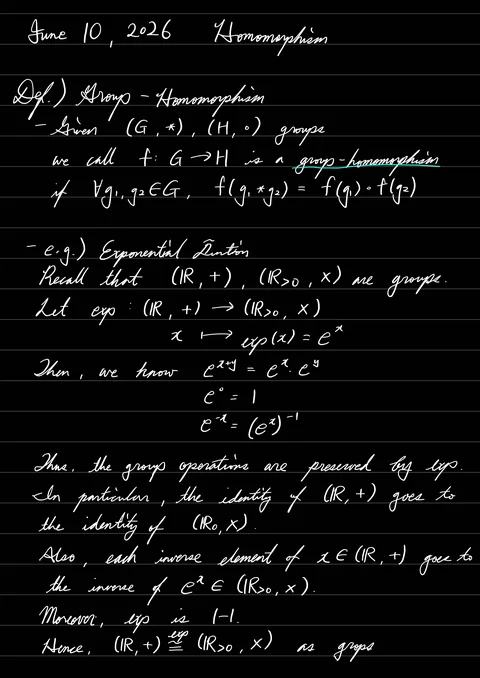 June 10, 2026 Homomorphism
Def.) Group-Homomorphism
- Given (G, *), (H, ∘) groups
we call f: G → H is a group-homomorphism
if ∀g₁, g₂ ∈ G, f(g₁ * g₂) = f(g₁) ∘ f(g₂)
- e.g.) Exponential
Recall that (ℝ, +), (ℝ>0, ×) are groups.
Let exp : (ℝ, +) → (ℝ>0, ×)
x ↦ exp(x) = eˣ
Then, we know eˣ⁺ʸ = eˣ · eʸ
e⁰ = 1
e⁻ˣ = (eˣ)⁻¹
Thus, the group operations are preserved by exp.
In particular, the identity of (ℝ, +) goes to
the identity of (ℝ₀, ×).
Also, each inverse element of x ∈ (ℝ, +) goes to
the inverse of eˣ ∈ (ℝ>0, ×).
Moreover, exp is 1-1.
Hence, (ℝ, +) ≅ exp (ℝ>0, ×) as grups